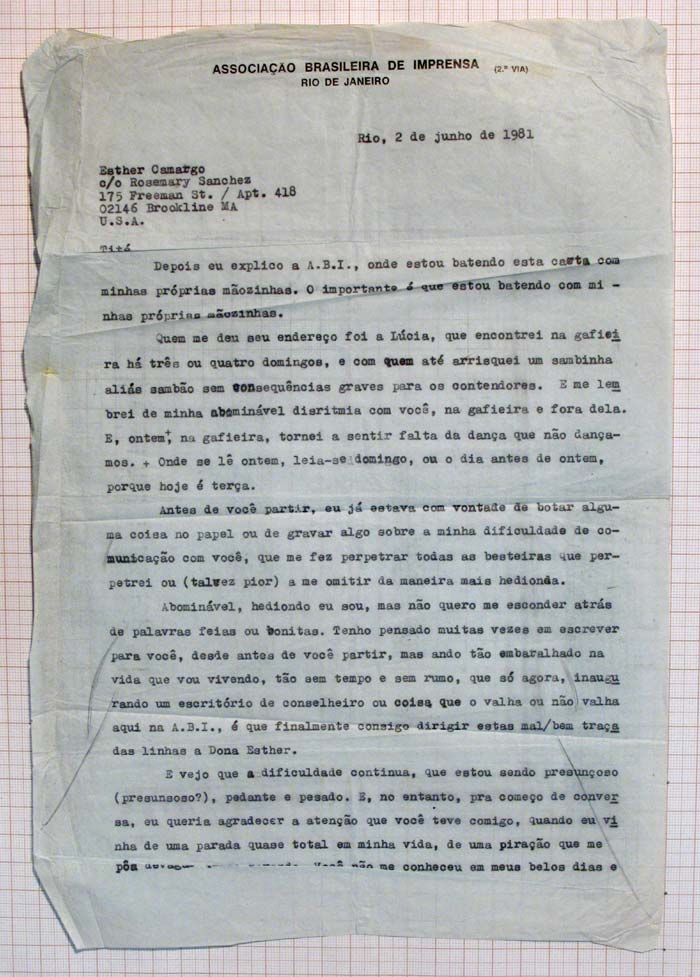 ASSOCIAÇÃO BRASILEIRA DE IMPRENSA (2.ª VIA)
RIO DE JANEIRO
Rio, 2 de junho de 1981
Esther Camargo
c/o Rosemary Sanchez
175 Freeman St. / Apt. 418
02146 Brookline MA
U.S.A.
Titá
Depois eu explico a A.B.I., onde estou batendo esta carta com
minhas próprias mãozinhas. O importante é que estou batendo com mi -
nhas próprias mãozinhas.
Quem me deu seu endereço foi a Lúcia, que encontrei na gafiei
ra há três ou quatro domingos, e com quem até arrisquei um sambinha
aliás sambão sem consequências graves para os contendores. E me lem
brei de minha abominável disritmia com você, na gafieira e fora dela.
E, ontem+, na gafieira, tornei a sentir falta da dança que não dança-
mos. + Onde se lê ontem, leia-se domingo, ou o dia antes de ontem,
porque hoje é terça.
Antes de você partir, eu já estava com vontade de botar algu-
ma coisa no papel ou de gravar algo sobre a minha dificuldade de co-
municação com você, que me fez perpetrar todas as besteiras que per-
petrei ou (talvez pior) a me omitir da maneira mais hedionda.
Abominável, hediondo eu sou, mas não quero me esconder atrás
de palavras feias ou bonitas. Tenho pensado muitas vezes em escrever
para você, desde antes de você partir, mas ando tão embaralhado na
vida que vou vivendo, tão sem tempo e sem rumo, que só agora, inaugu
rando um escritório de conselheiro ou coisa que o valha ou não valha
aqui na A.B.I., é que finalmente consigo dirigir estas mal/bem traça
das linhas a Dona Esther.
E vejo que a dificuldade continua, que estou sendo presunçoso
(presunsoso?), pedante e pesado. E, no entanto, pra começo de conver
sa, eu queria agradecer a atenção que você teve comigo, quando eu vi
nha de uma parada quase total em minha vida, de uma piração que me
pôs Você não me conheceu em meus belos dias e